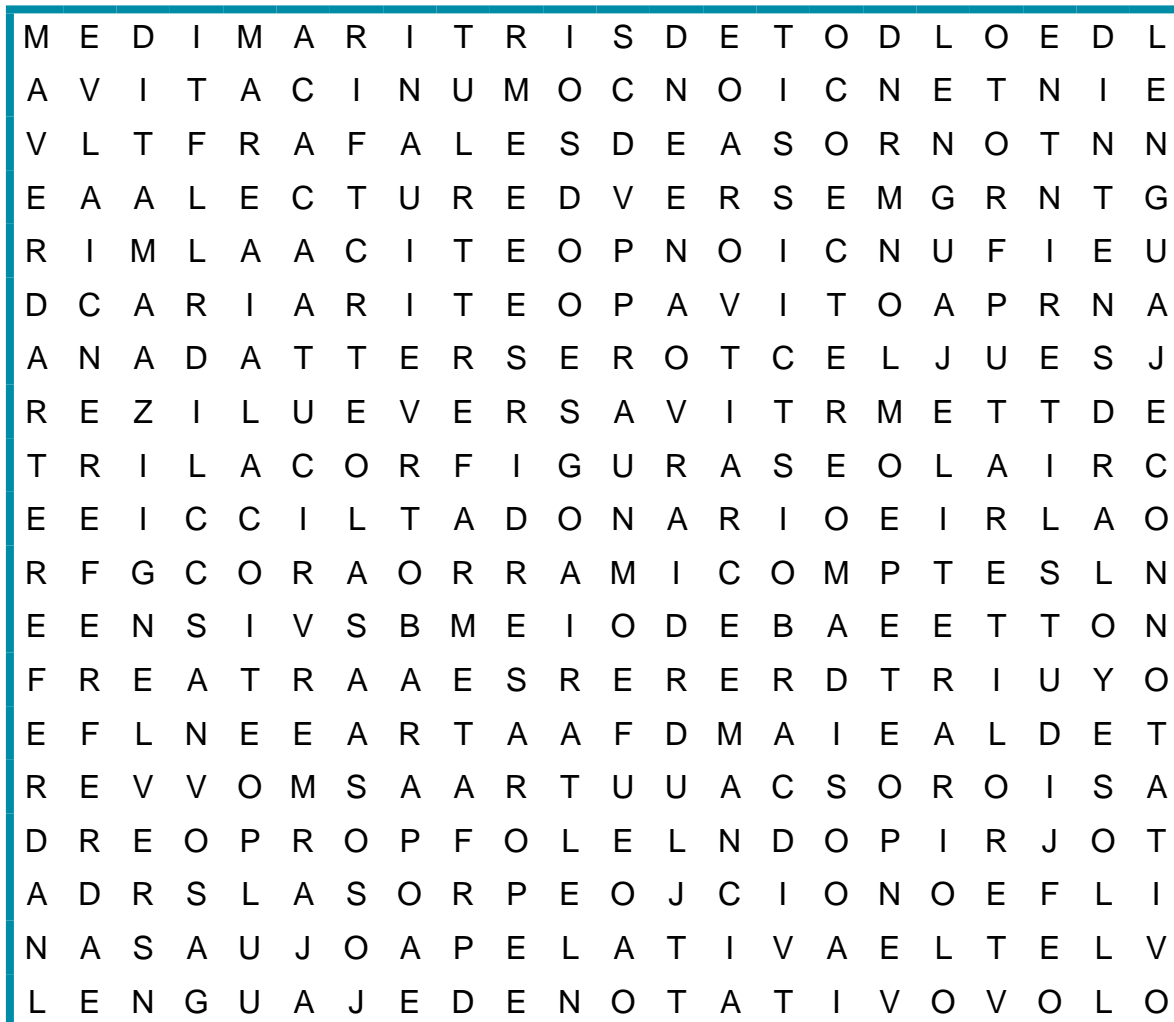 M E D I M A R I T R I S D E T O D L O E D L
A V I T A C I N U M O C N O I C N E T N I E
V L T F R A F A L E S D E A S O R N O T N N
E A A L E C T U R E D V E R S E M G R N T G
R I M L A A C I T E O P N O I C N U F I E U
D C A R I A R I T E O P A V I T O A P R N A
A N A D A T T E R S E R O T C E L J U E S J
R E Z I L U E V E R S A V I T R M E T T D E
T R I L A C O R F I G U R A S E O L A I R C
E E I C C I L T A D O N A R I O E I R L A O
R F G C O R A O R R A M I C O M P T E S L N
E E N S I V S B M E I O D E B A E E T T O N
F R E A T R A A E S R E R E R D T R I U Y O
E F L N E E A R T A A F D M A I E A L D E T
R E V V O M S A A R T U U A C S O R O I S A
D R E O P R O P F O L E L N D O P I R J O T
A D R S L A S O R P E O J C I O N O E F L I
N A S A U J O A P E L A T I V A E L T E L V
L E N G U A J E D E N O T A T I V O V O L O